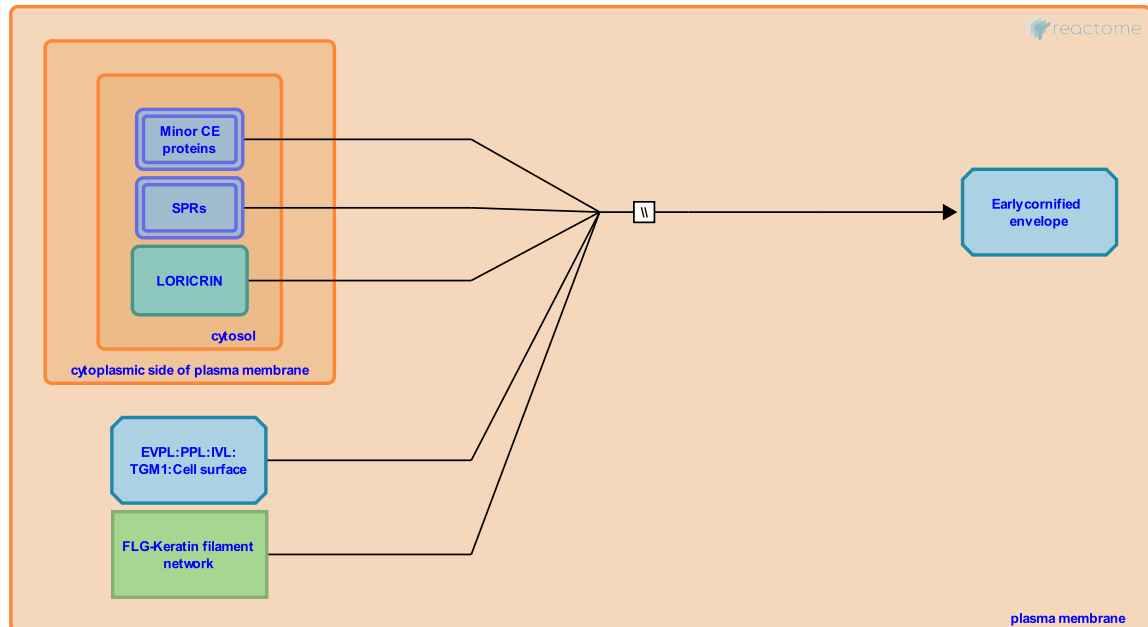 reactome
Minor CE
proteins
SPRs
LORICRIN
cytosol
cytoplasmic side of plasma membrane
EVPL:PPL:IVL:
TGM1:Cell surface
FLG-Keratin filament
network
\\
Early cornified
envelope
plasma membrane